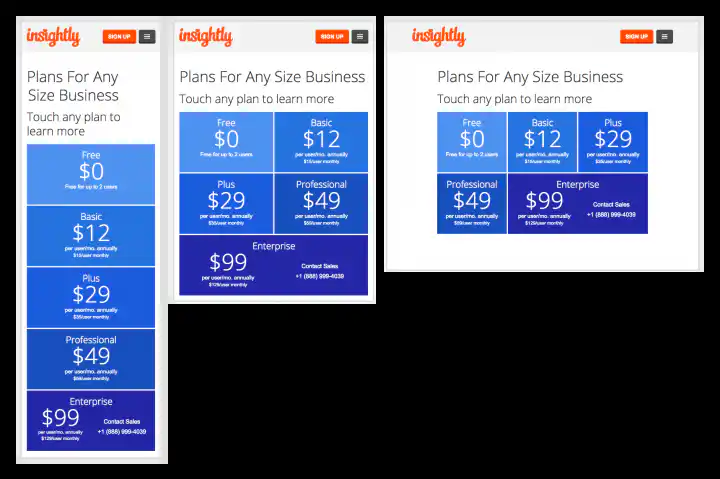 insightly
SIGN UP
Plans For Any
Size Business
Touch any plan to
learn more
Free
$0
Free for up to 2 users
Basic
$12
per user/mo. annually
$15/user monthly
Plus
$29
per user/mo. annually
$35/user monthly
Professional
$49
per user/mo. annually
$59/user monthly
Enterprise
$99
per user/mo. annually
$129/user monthly
Contact Sales
+1 (888) 999-4039
insightly
SIGN UP
Plans For Any Size Business
Touch any plan to learn more
Free
$0
Free for up to 2 users
Basic
$12
per user/mo. annually
$15/user monthly
Plus
$29
per user/mo. annually
$35/user monthly
Professional
$49
per user/mo. annually
$59/user monthly
Enterprise
$99
per user/mo. annually
$129/user monthly
Contact Sales
+1 (888) 999-4039
insightly
SIGN UP
Plans For Any Size Business
Touch any plan to learn more
Free
$0
Free for up to 2 users
Basic
$12
per user/mo. annually
$15/user monthly
Plus
$29
per user/mo. annually
$35/user monthly
Professional
$49
per user/mo. annually
$59/user monthly
Enterprise
$99
per user/mo. annually
$129/user monthly
Contact Sales
+1 (888) 999-4039